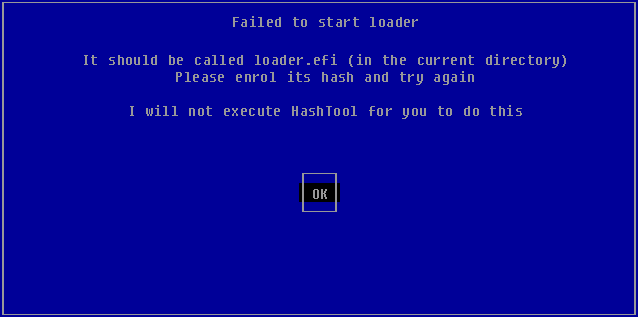 Failed to start loader
It should be called loader.efi (in the current directory)
Please enrol its hash and try again
I will not execute HashTool for you to do this
OK